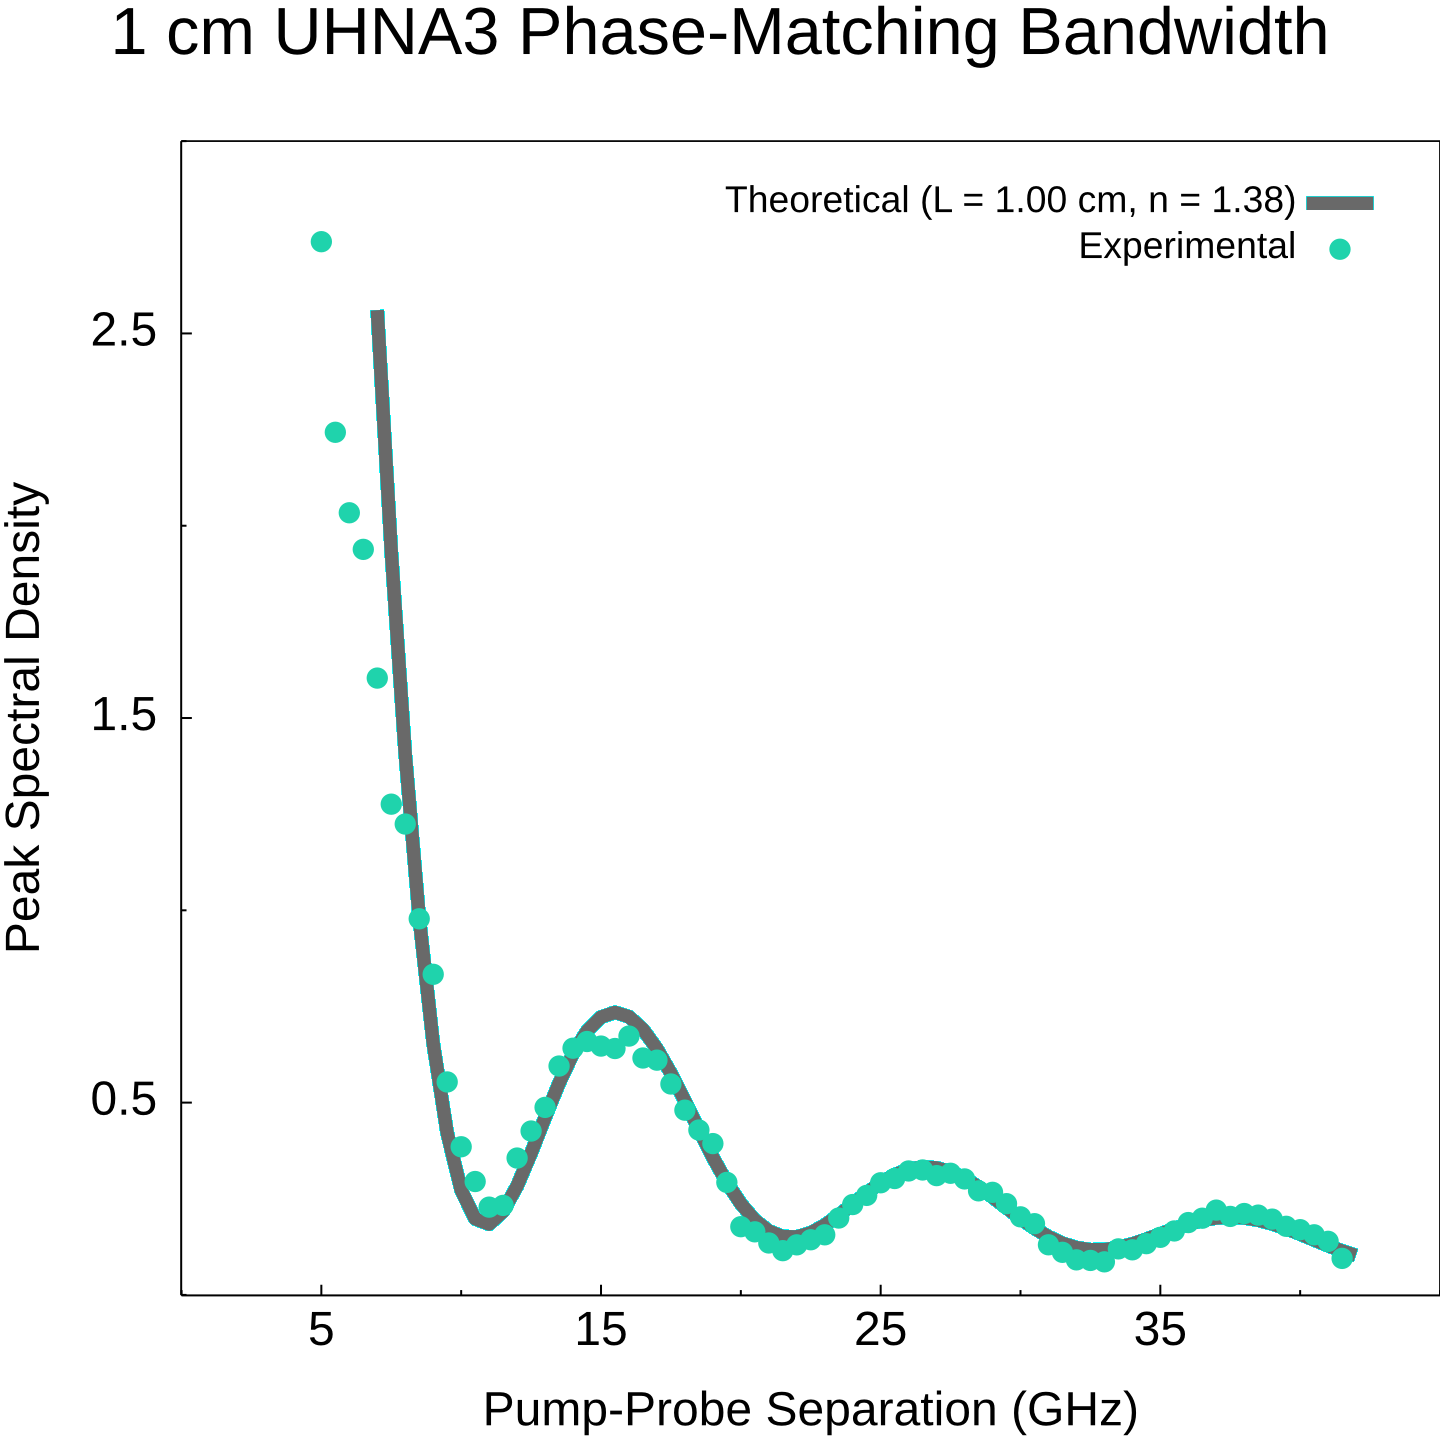 1 cm UHNA3 Phase-Matching Bandwidth
Theoretical (L = 1.00 cm, n = 1.38)
Experimental
2.5
1.5
0.5
Peak Spectral Density
5 15 25 35
Pump-Probe Separation (GHz)